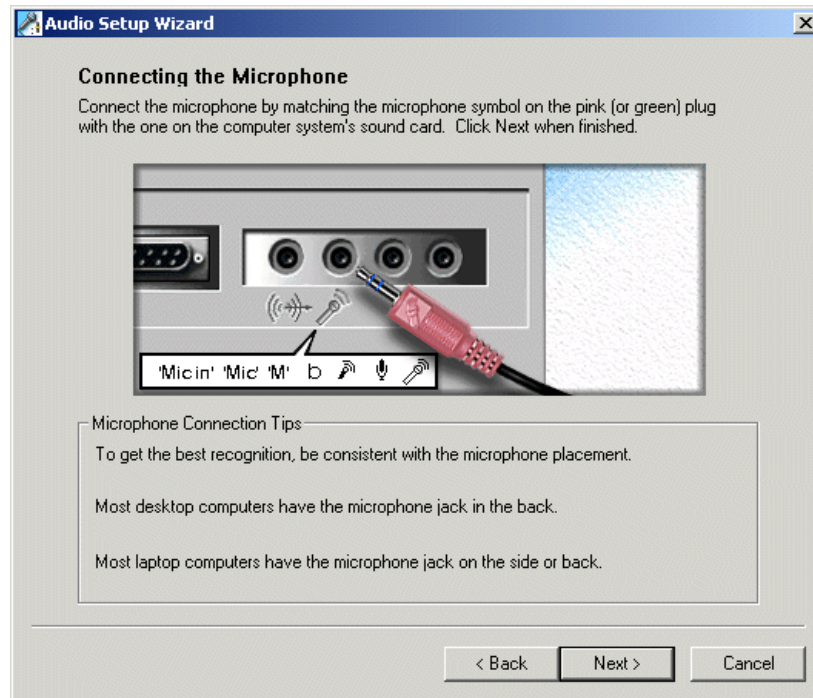 Audio Setup Wizard
Connecting the Microphone
Connect the microphone by matching the microphone symbol on the pink (or green) plug
with the one on the computer system's sound card.  Click Next when finished.
'Mic in' 'Mic' 'M' b
Microphone Connection Tips
To get the best recognition, be consistent with the microphone placement.
Most desktop computers have the microphone jack in the back.
Most laptop computers have the microphone jack on the side or back.
< Back Next > Cancel